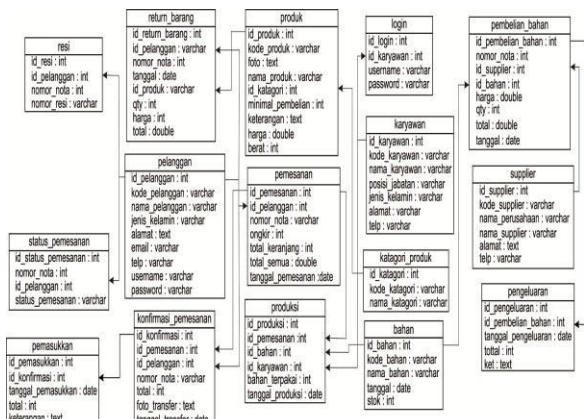 return_barang
id_return_barang : int
id_pelanggan : varchar
nomor_nota : int
tanggal : date
id_produk : varchar
qty : int
harga : int
total : double
produk
id_produk : int
kode_produk : varchar
foto : text
nama_produk : varchar
id_katagori : int
minimal_pembelian : int
keterangan : text
harga : double
berat : int
login
id_login : int
id_karyawan : int
username : varchar
password : varchar
pembelian_bahan
id_pembelian_bahan : int
nomor_nota : int
id_supplier : int
id_bahan : int
harga : double
qty : int
total : double
tanggal : date
resi
id_resi : int
id_pelanggan : int
nomor_nota : int
nomor_resi : varchar
karyawan
id_karyawan : int
kode_karyawan : varchar
nama_karyawan : varchar
posisi_jabatan : varchar
jenis_kelamin : varchar
alamat : varchar
telp : varchar
pelanggan
id_pelanggan : int
kode_pelanggan : varchar
nama_pelanggan : varchar
jenis_kelamin : varchar
alamat : text
email : varchar
telp : varchar
username : varchar
password : varchar
pemesanan
id_pemesanan : int
id_pelanggan : int
nomor_nota : varchar
ongkir : int
total_keranjang : int
total_semua : double
tanggal_pemesanan :date
supplier
id_supplier : int
kode_supplier : varchar
nama_perusahaan : varchar
nama_supplier : varchar
alamat : text
telp : varchar
status_pemesanan
id_status_pemesanan : int
nomor_nota : int
id_pelanggan : int
status_pemesanan : varchar
katagori_produk
id_katagori : int
kode_katagori : varchar
nama_katagori : varchar
pengeluaran
id_pengeluaran : int
id_pembelian_bahan : int
tanggal_pengeluaran : date
tottal : int
ket : text
produksi
id_produksi : int
id_pemesanan : int
id_bahan : int
id_karyawan : int
bahan_terpakai : int
tanggal_produksi : date
konfirmasi_pemesanan
id_konfirmasi : int
id_pemesanan : int
id_pelanggan : int
nomor_nota : varchar
total : int
foto_transfer : text
tanggal_transfer : date
bahan
id_bahan : int
kode_bahan : varchar
nama_bahan : varchar
tanggal : date
stok : int
pemasukkan
id_pemasukkan : int
id_konfirmasi : int
tanggal_pemasukkan : date
total : int
keterangan : text